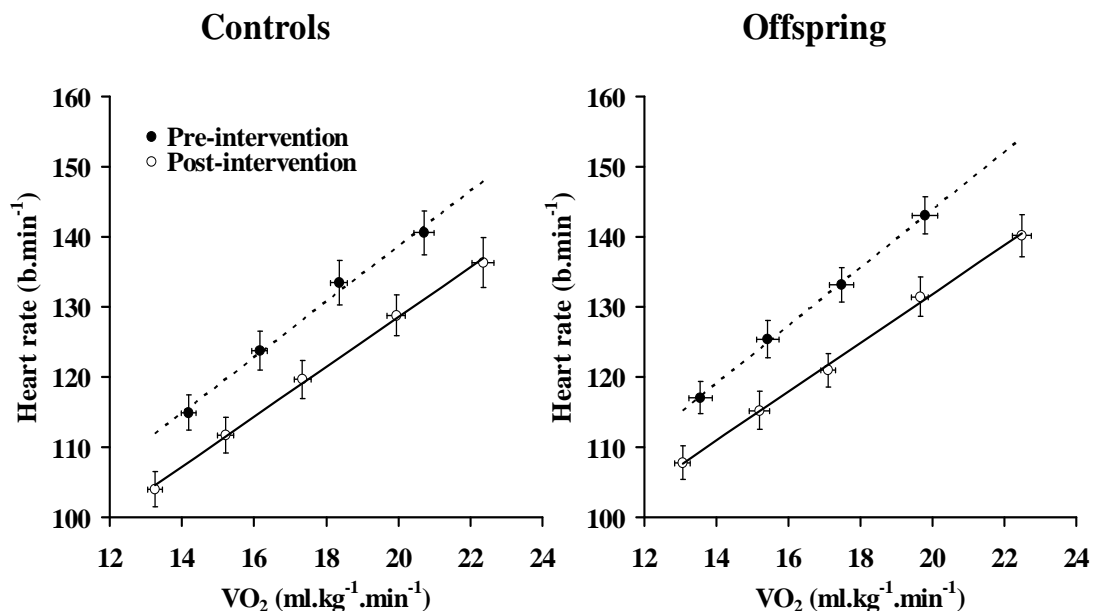 Controls
Offspring
160
150
140
130
120
110
100
Heart rate (b.min⁻¹)
Pre-intervention
Post-intervention
12 14 16 18 20 22 24
VO₂ (ml.kg⁻¹.min⁻¹)
160
150
140
130
120
110
100
Heart rate (b.min⁻¹)
12 14 16 18 20 22 24
VO₂ (ml.kg⁻¹.min⁻¹)